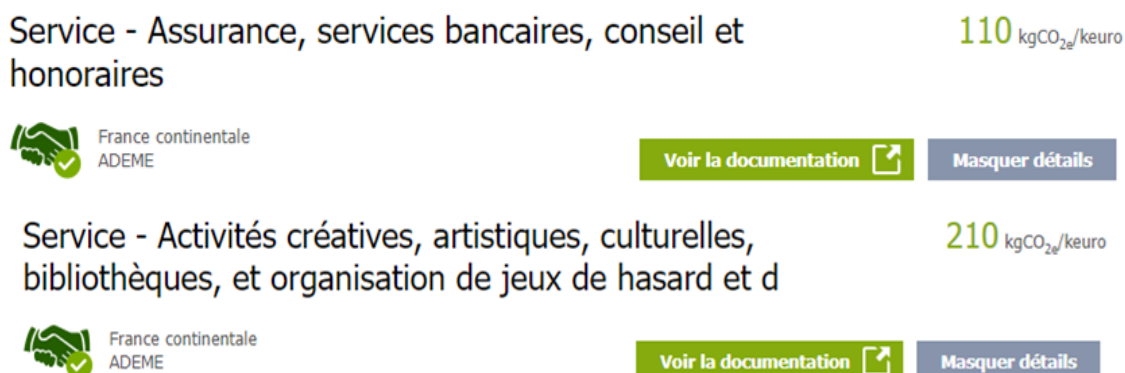 Service - Assurance, services bancaires, conseil et
110 kgCO2e/keuro
honoraires
France continentale
ADEME
Voir la documentation
Masquer détails
Service - Activités créatives, artistiques, culturelles,
210 kgCO2e/keuro
bibliothèques, et organisation de jeux de hasard et d
France continentale
ADEME
Voir la documentation
Masquer détails